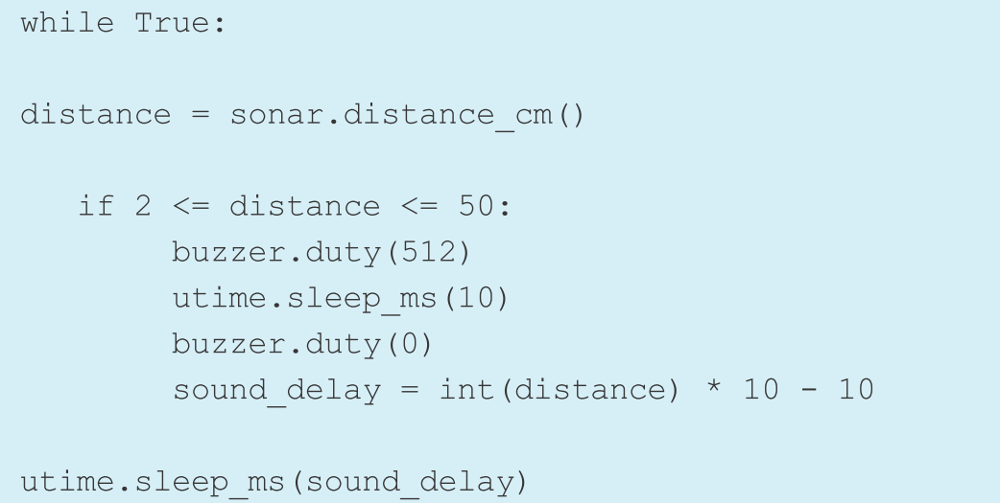 while True:
distance = sonar.distance_cm()
   if 2 <= distance <= 50:
        buzzer.duty(512)
        utime.sleep_ms(10)
        buzzer.duty(0)
        sound_delay = int(distance) * 10 - 10
utime.sleep_ms(sound_delay)